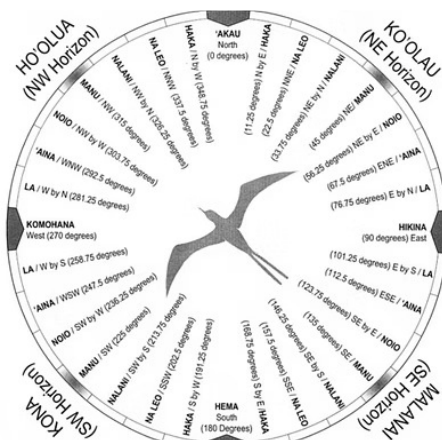 HO'OLUA
(NW Horizon)
KO'OLAU
(NE Horizon)
'AKAU
North
(0 degrees)
(11.25 degrees) N by E / HAKA
(22.5 degrees) NNE / NA LEO
(33.75 degrees) NE by N / NALANI
(45 degrees) NE/ MANU
(56.25 degrees) NE by E / NOIO
(67.5 degrees) ENE / 'AINA
(76.75 degrees) E by N / LA
HIKINA
(90 degrees) East
(101.25 degrees) E by S / LA
(112.5 degrees) ESE / 'AINA
(123.75 degrees) SE by E / NOIO
(135 degrees) SE/ MANU
(146.25 degrees) SE by S / NALANI
(157.5 degrees) SSE / NA LEO
(168.75 degrees) S by E /HAKA
HEMA
South
(180 Degrees)
HAKA / S by W (191.25 degrees)
NA LEO / SSW (202.5 degrees)
NALANI / SW by S (213.75 degrees)
MANU / SW (225 degrees)
NOIO / SW by W (236.25 degrees)
'AINA / WSW (247.5 degrees)
LA / W by S (258.75 degrees)
KOMOHANA
West (270 degrees)
LA / W by N (281.25 degrees)
'AINA / WNW (292.5 degrees)
NOIO / NW by W (303.75 degrees)
MANU / NW (315 degrees)
NALANI / NW by N (326.25 degrees)
NA LEO / NNW (337.5 degrees)
HAKA / N by W (348.75 degrees)
KONA
(SW Horizon)
MALANAI
(SE Horizon)